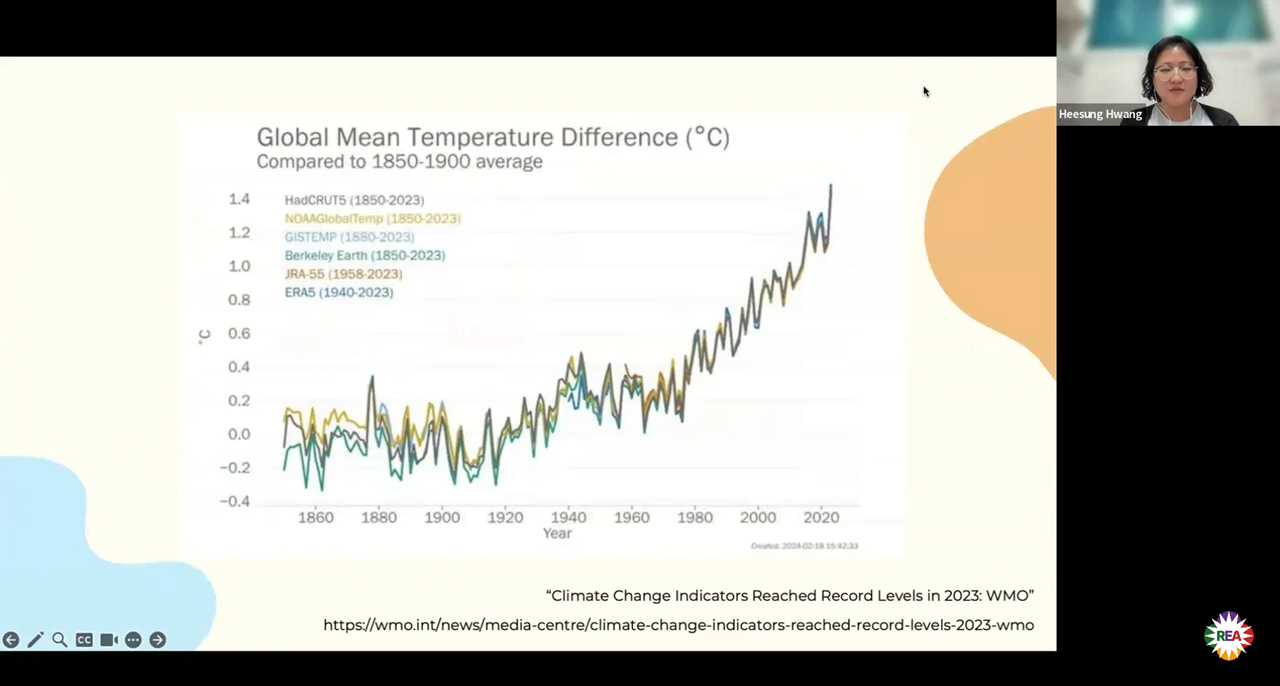 Global Mean Temperature Difference (°C)
Compared to 1850-1900 average
HadCRUT5 (1850-2023)
NOAAGlobalTemp (1850-2023)
GISTEMP (1880-2023)
Berkeley Earth (1850-2023)
JRA-55 (1958-2023)
ERA5 (1940-2023)
1.4
1.2
1.0
0.8
0.6
0.4
0.2
0.0
−0.2
−0.4
°C
1860 1880 1900 1920 1940 1960 1980 2000 2020
Year
Created: 2024-02-18 15:42:33
“Climate Change Indicators Reached Record Levels in 2023: WMO”
https://wmo.int/news/media-centre/climate-change-indicators-reached-record-levels-2023-wmo
CC
Heesung Hwang
REA